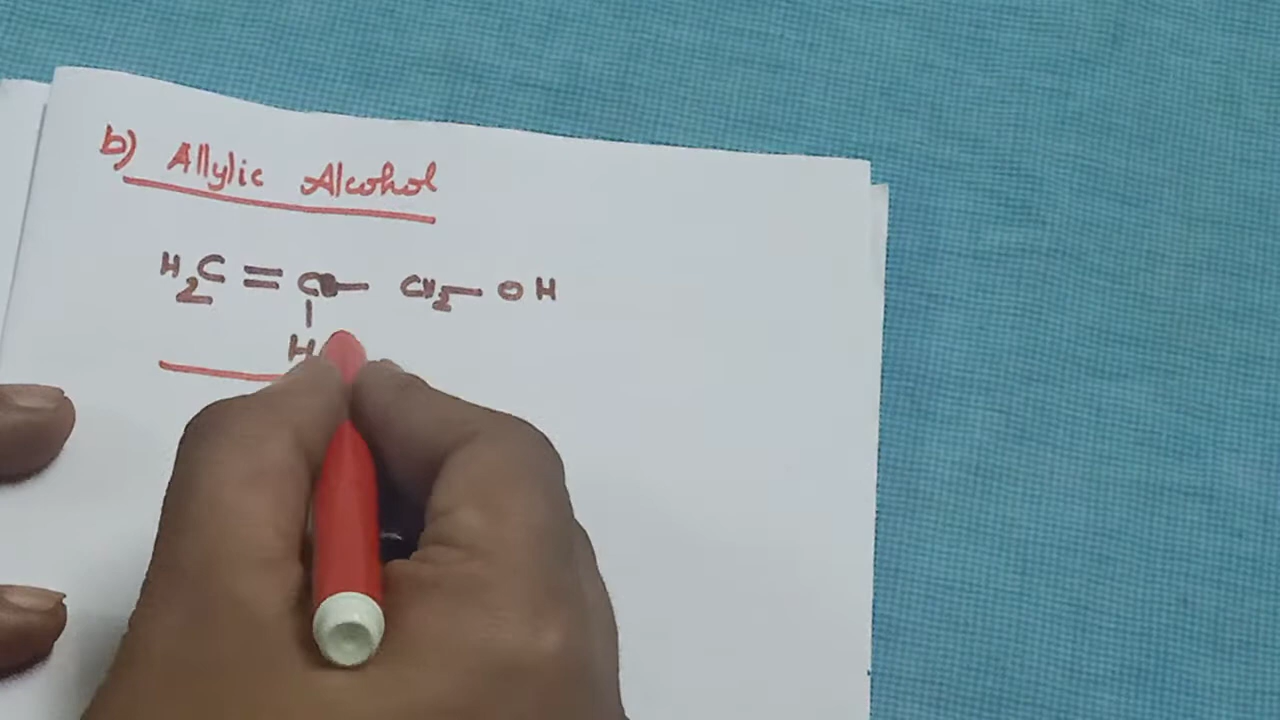 b) Allylic Alcohol
H₂C = C — CH₂ — OH
|
H